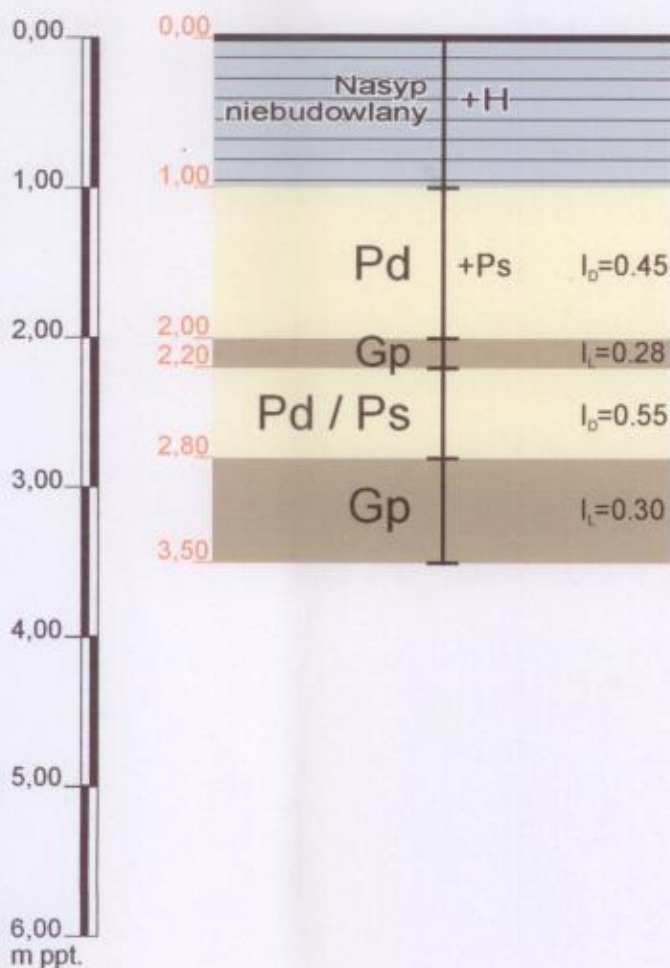 0,00
1,00
2,00
3,00
4,00
5,00
6,00
m ppt.
0,00
Nasyp
niebudowlany
+H
1,00
Pd +Ps I_D=0.45
2,00
Gp I_L=0.28
2,20
Pd / Ps I_D=0.55
2,80
Gp I_L=0.30
3,50